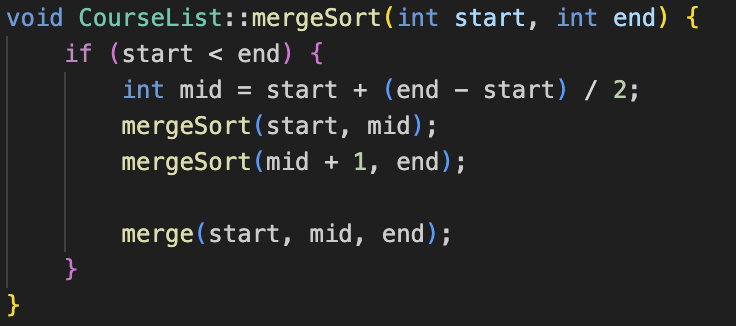 void CourseList::mergeSort(int start, int end) {
    if (start < end) {
        int mid = start + (end - start) / 2;
        mergeSort(start, mid);
        mergeSort(mid + 1, end);

        merge(start, mid, end);
    }
}